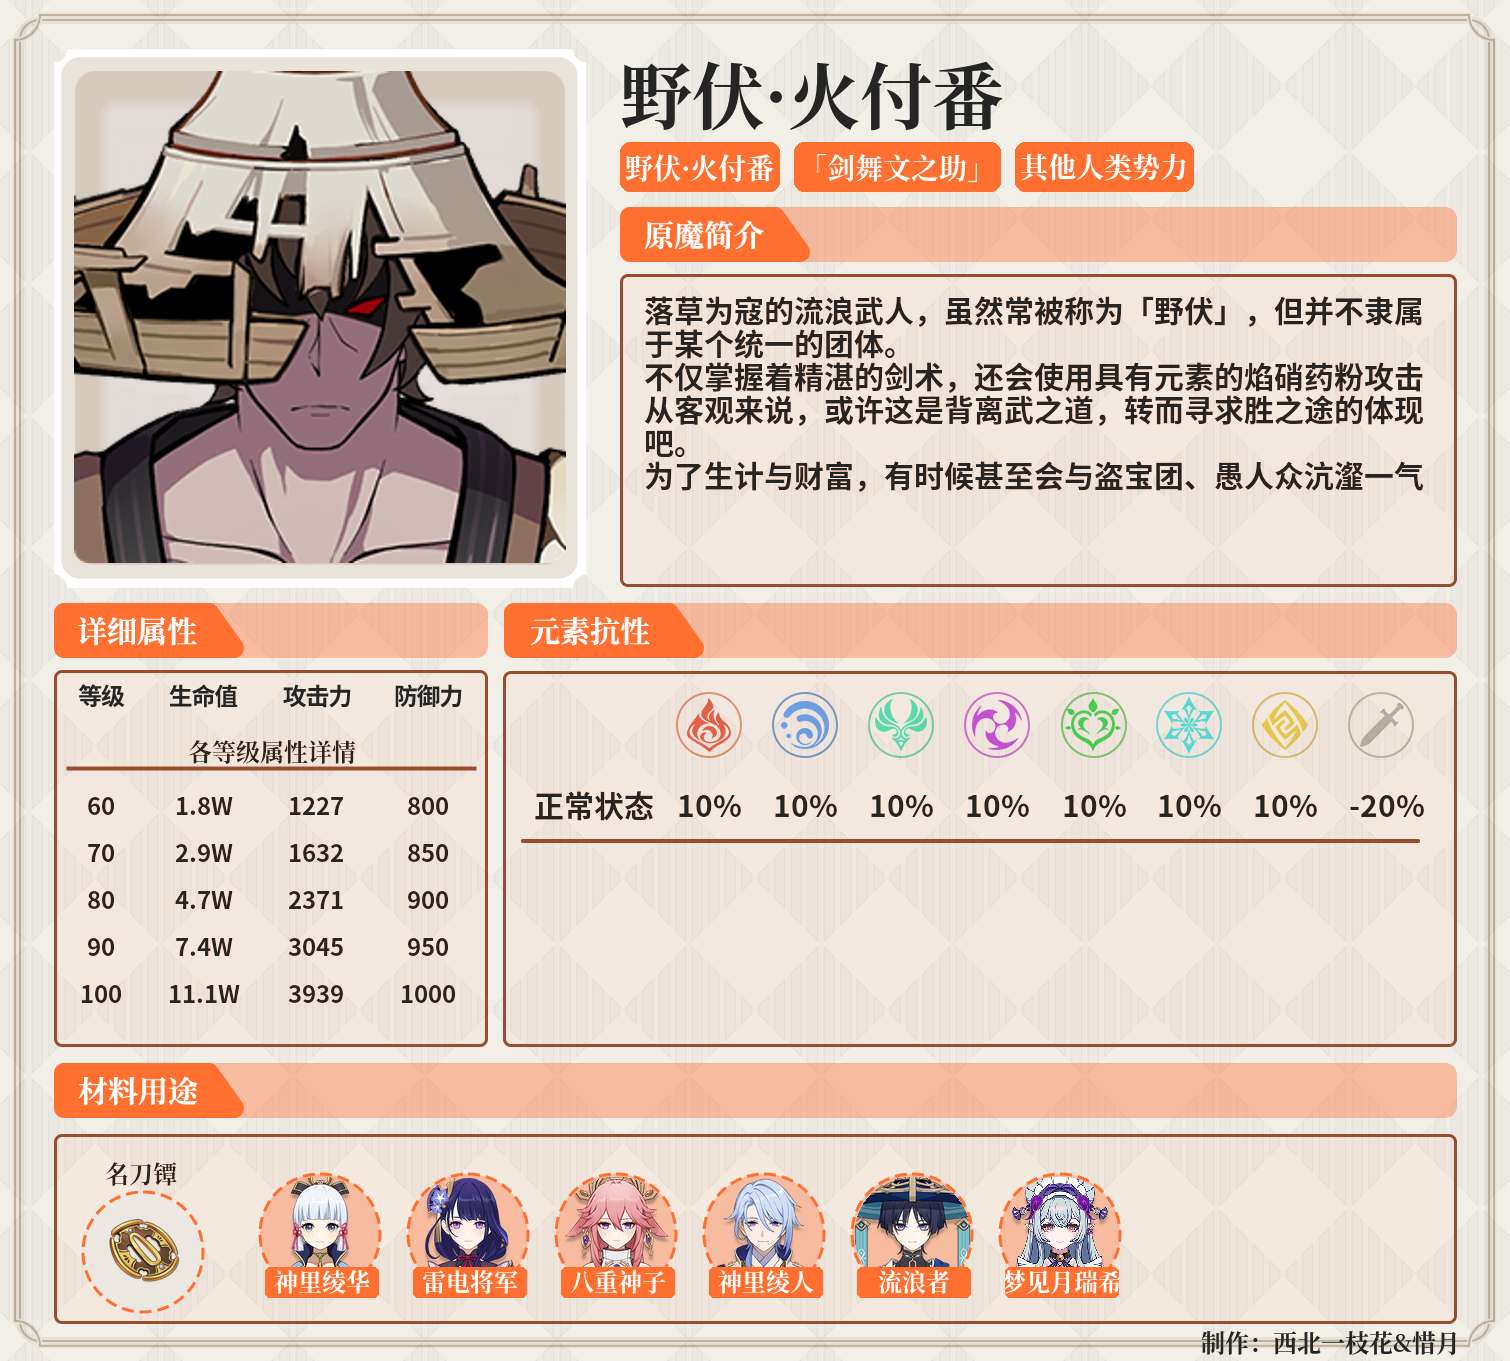 野伏·火付番
野伏·火付番 「剑舞文之助」 其他人类势力
原魔简介
落草为寇的流浪武人，虽然常被称为「野伏」，但并不隶属
于某个统一的团体。
不仅掌握着精湛的剑术，还会使用具有元素的焰硝药粉攻击
从客观来说，或许这是背离武之道，转而寻求胜之途的体现
吧。
为了生计与财富，有时候甚至会与盗宝团、愚人众沆瀣一气
详细属性
等级 生命值 攻击力 防御力
各等级属性详情
60 1.8W 1227 800
70 2.9W 1632 850
80 4.7W 2371 900
90 7.4W 3045 950
100 11.1W 3939 1000
元素抗性
正常状态 10% 10% 10% 10% 10% 10% 10% -20%
材料用途
名刀镡
神里绫华 雷电将军 八重神子 神里绫人 流浪者 梦见月瑞希
制作：西北一枝花&惜月